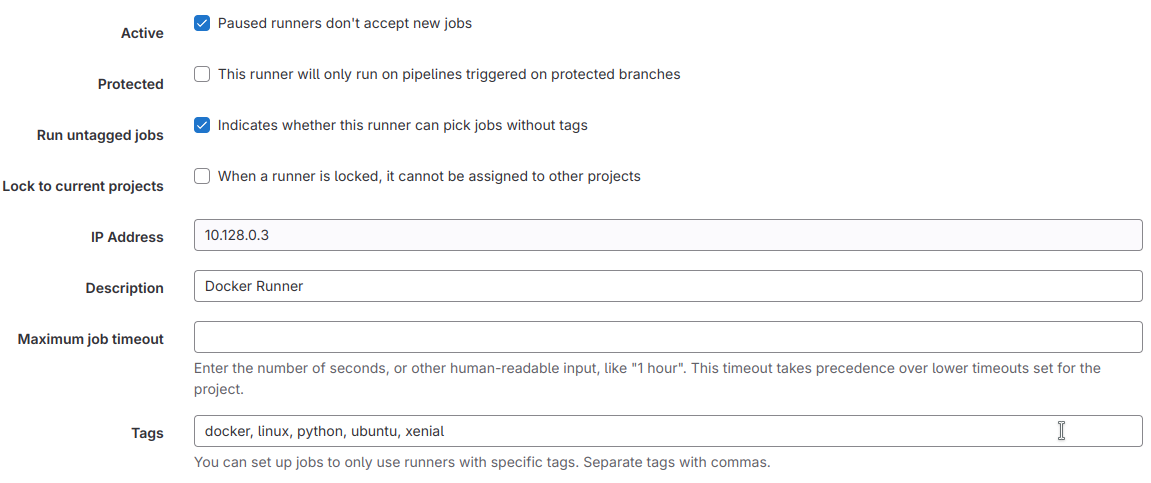 Active Paused runners don't accept new jobs
Protected This runner will only run on pipelines triggered on protected branches
Run untagged jobs Indicates whether this runner can pick jobs without tags
Lock to current projects When a runner is locked, it cannot be assigned to other projects
IP Address 10.128.0.3
Description Docker Runner
Maximum job timeout
Enter the number of seconds, or other human-readable input, like "1 hour". This timeout takes precedence over lower timeouts set for the
project.
Tags docker, linux, python, ubuntu, xenial
You can set up jobs to only use runners with specific tags. Separate tags with commas.